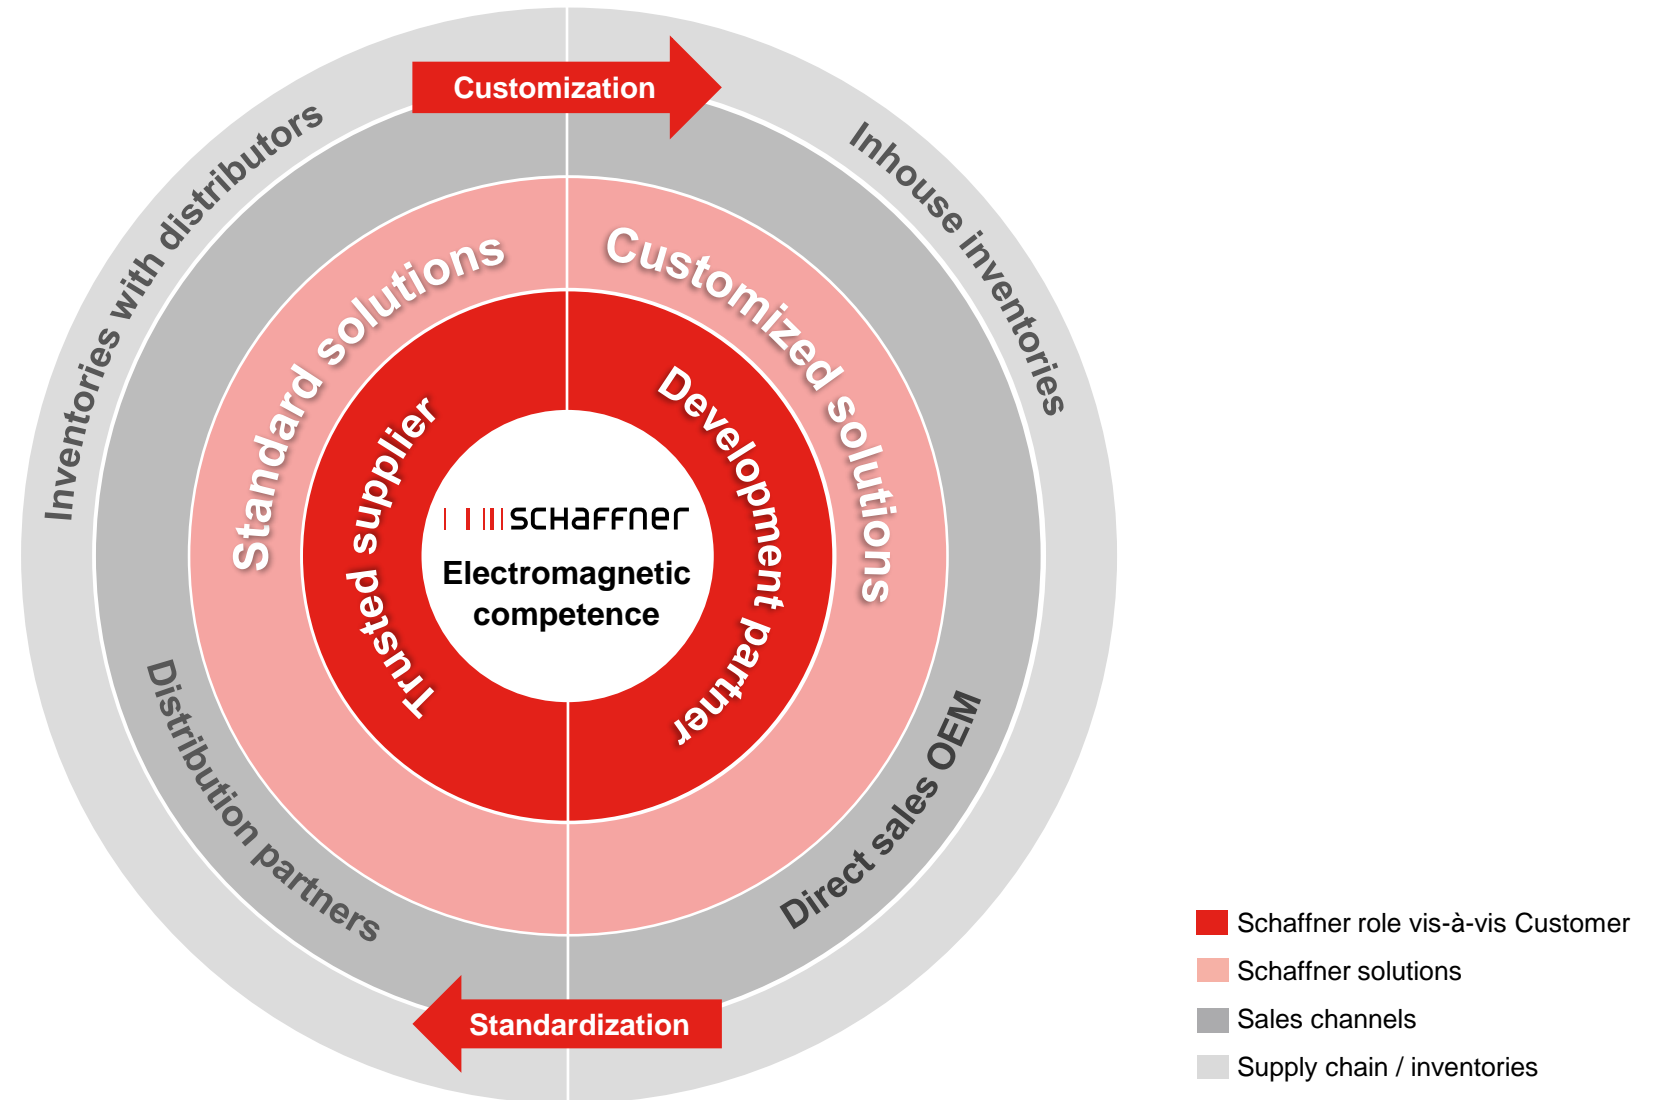 Customization
Inventories with distributors
Inhouse inventories
Standard solutions
Customized solutions
Trusted supplier
Development partner
SCHAFFNER
Electromagnetic
competence
Distribution partners
Direct sales OEM
Standardization
Schaffner role vis-à-vis Customer
Schaffner solutions
Sales channels
Supply chain / inventories